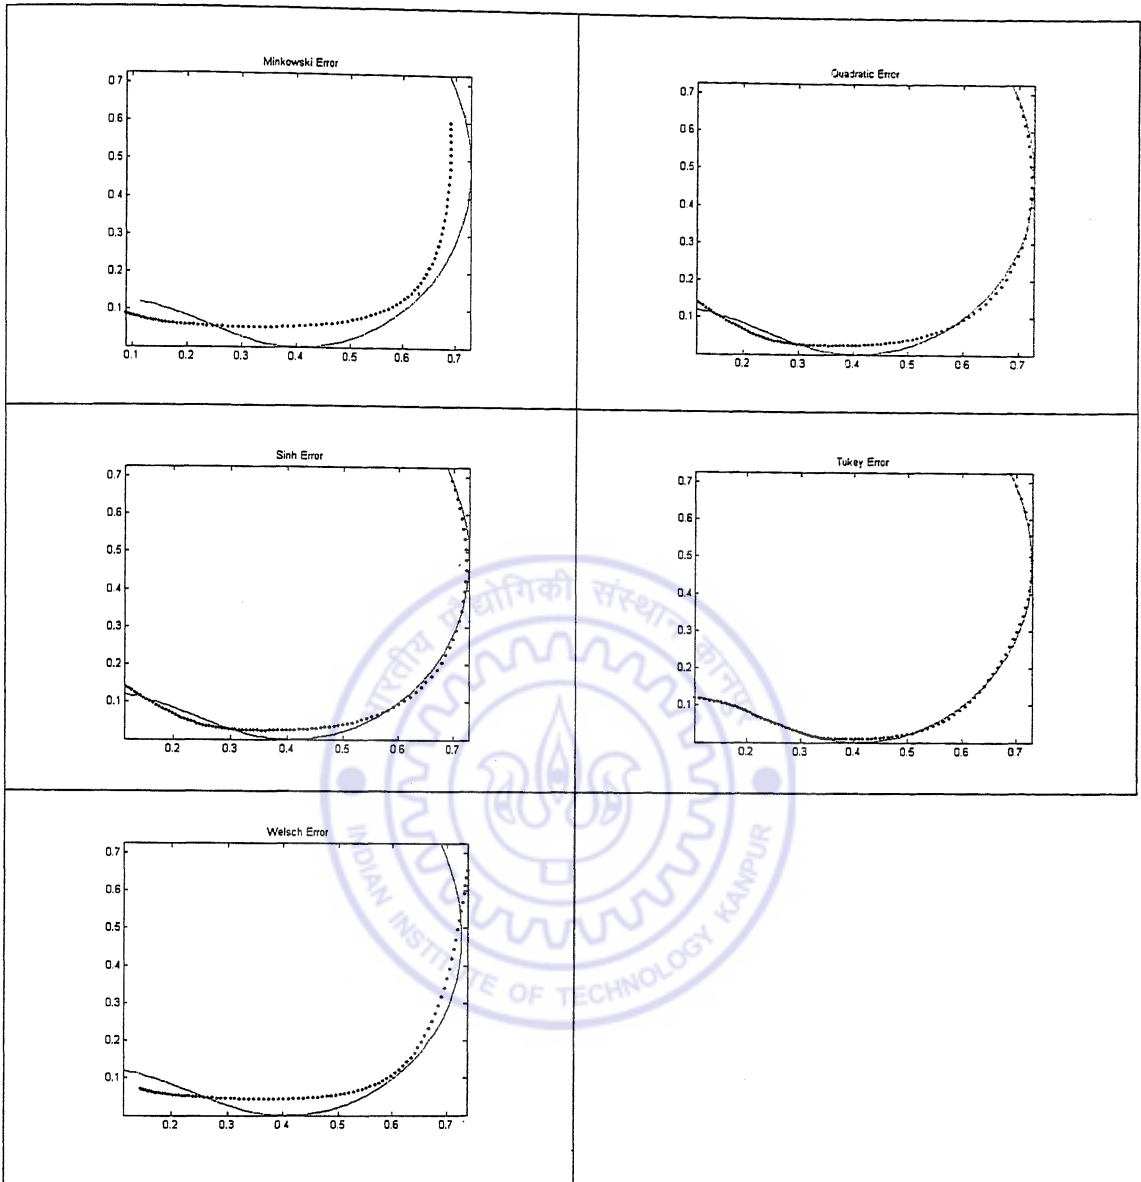 Minkowski Error
0.7
0.6
0.5
0.4
0.3
0.2
0.1
0.1 0.2 0.3 0.4 0.5 0.6 0.7
Quadratic Error
0.7
0.6
0.5
0.4
0.3
0.2
0.1
0.2 0.3 0.4 0.5 0.6 0.7
Sinh Error
0.7
0.6
0.5
0.4
0.3
0.2
0.1
0.2 0.3 0.4 0.5 0.6 0.7
Tukey Error
0.7
0.6
0.5
0.4
0.3
0.2
0.1
0.2 0.3 0.4 0.5 0.6 0.7
Welsch Error
0.7
0.6
0.5
0.4
0.3
0.2
0.1
0.2 0.3 0.4 0.5 0.6 0.7
भारतीय प्रौद्योगिकी संस्थान कानपुर
INDIAN INSTITUTE OF TECHNOLOGY KANPUR